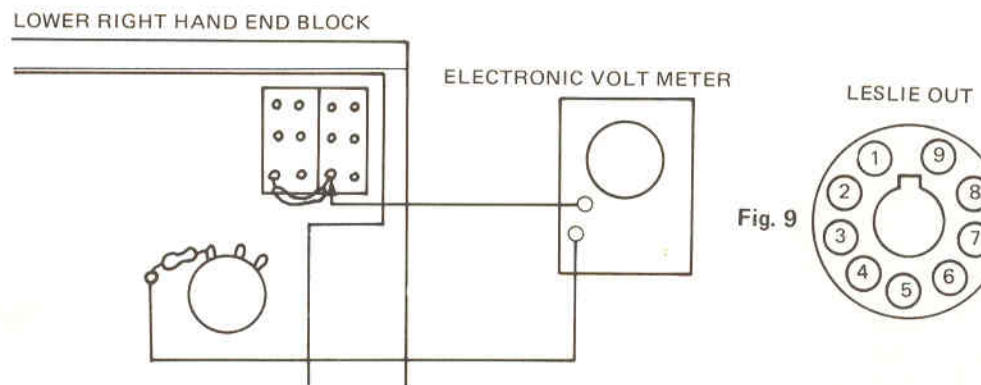 LOWER RIGHT HAND END BLOCK
ELECTRONIC VOLT METER
LESLIE OUT
Fig. 9
1
9
2
8
3
7
4
6
5